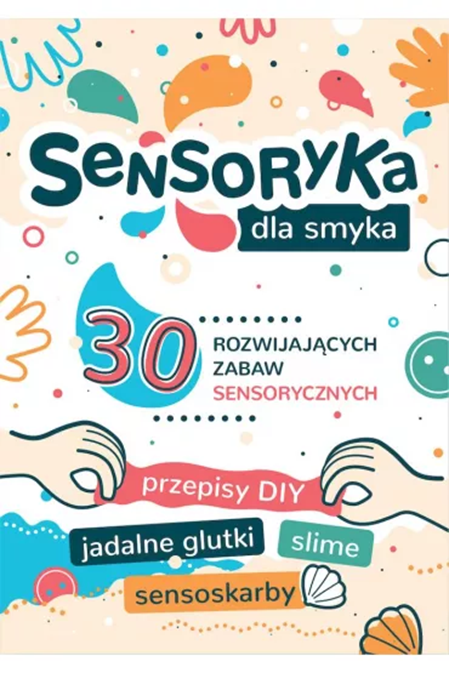 SENSORYKA
dla smyka
30
ROZWIJAJĄCYCH
ZABAW
SENSORYCZNYCH
przepisy DIY
jadalne glutki
slime
sensoskarby